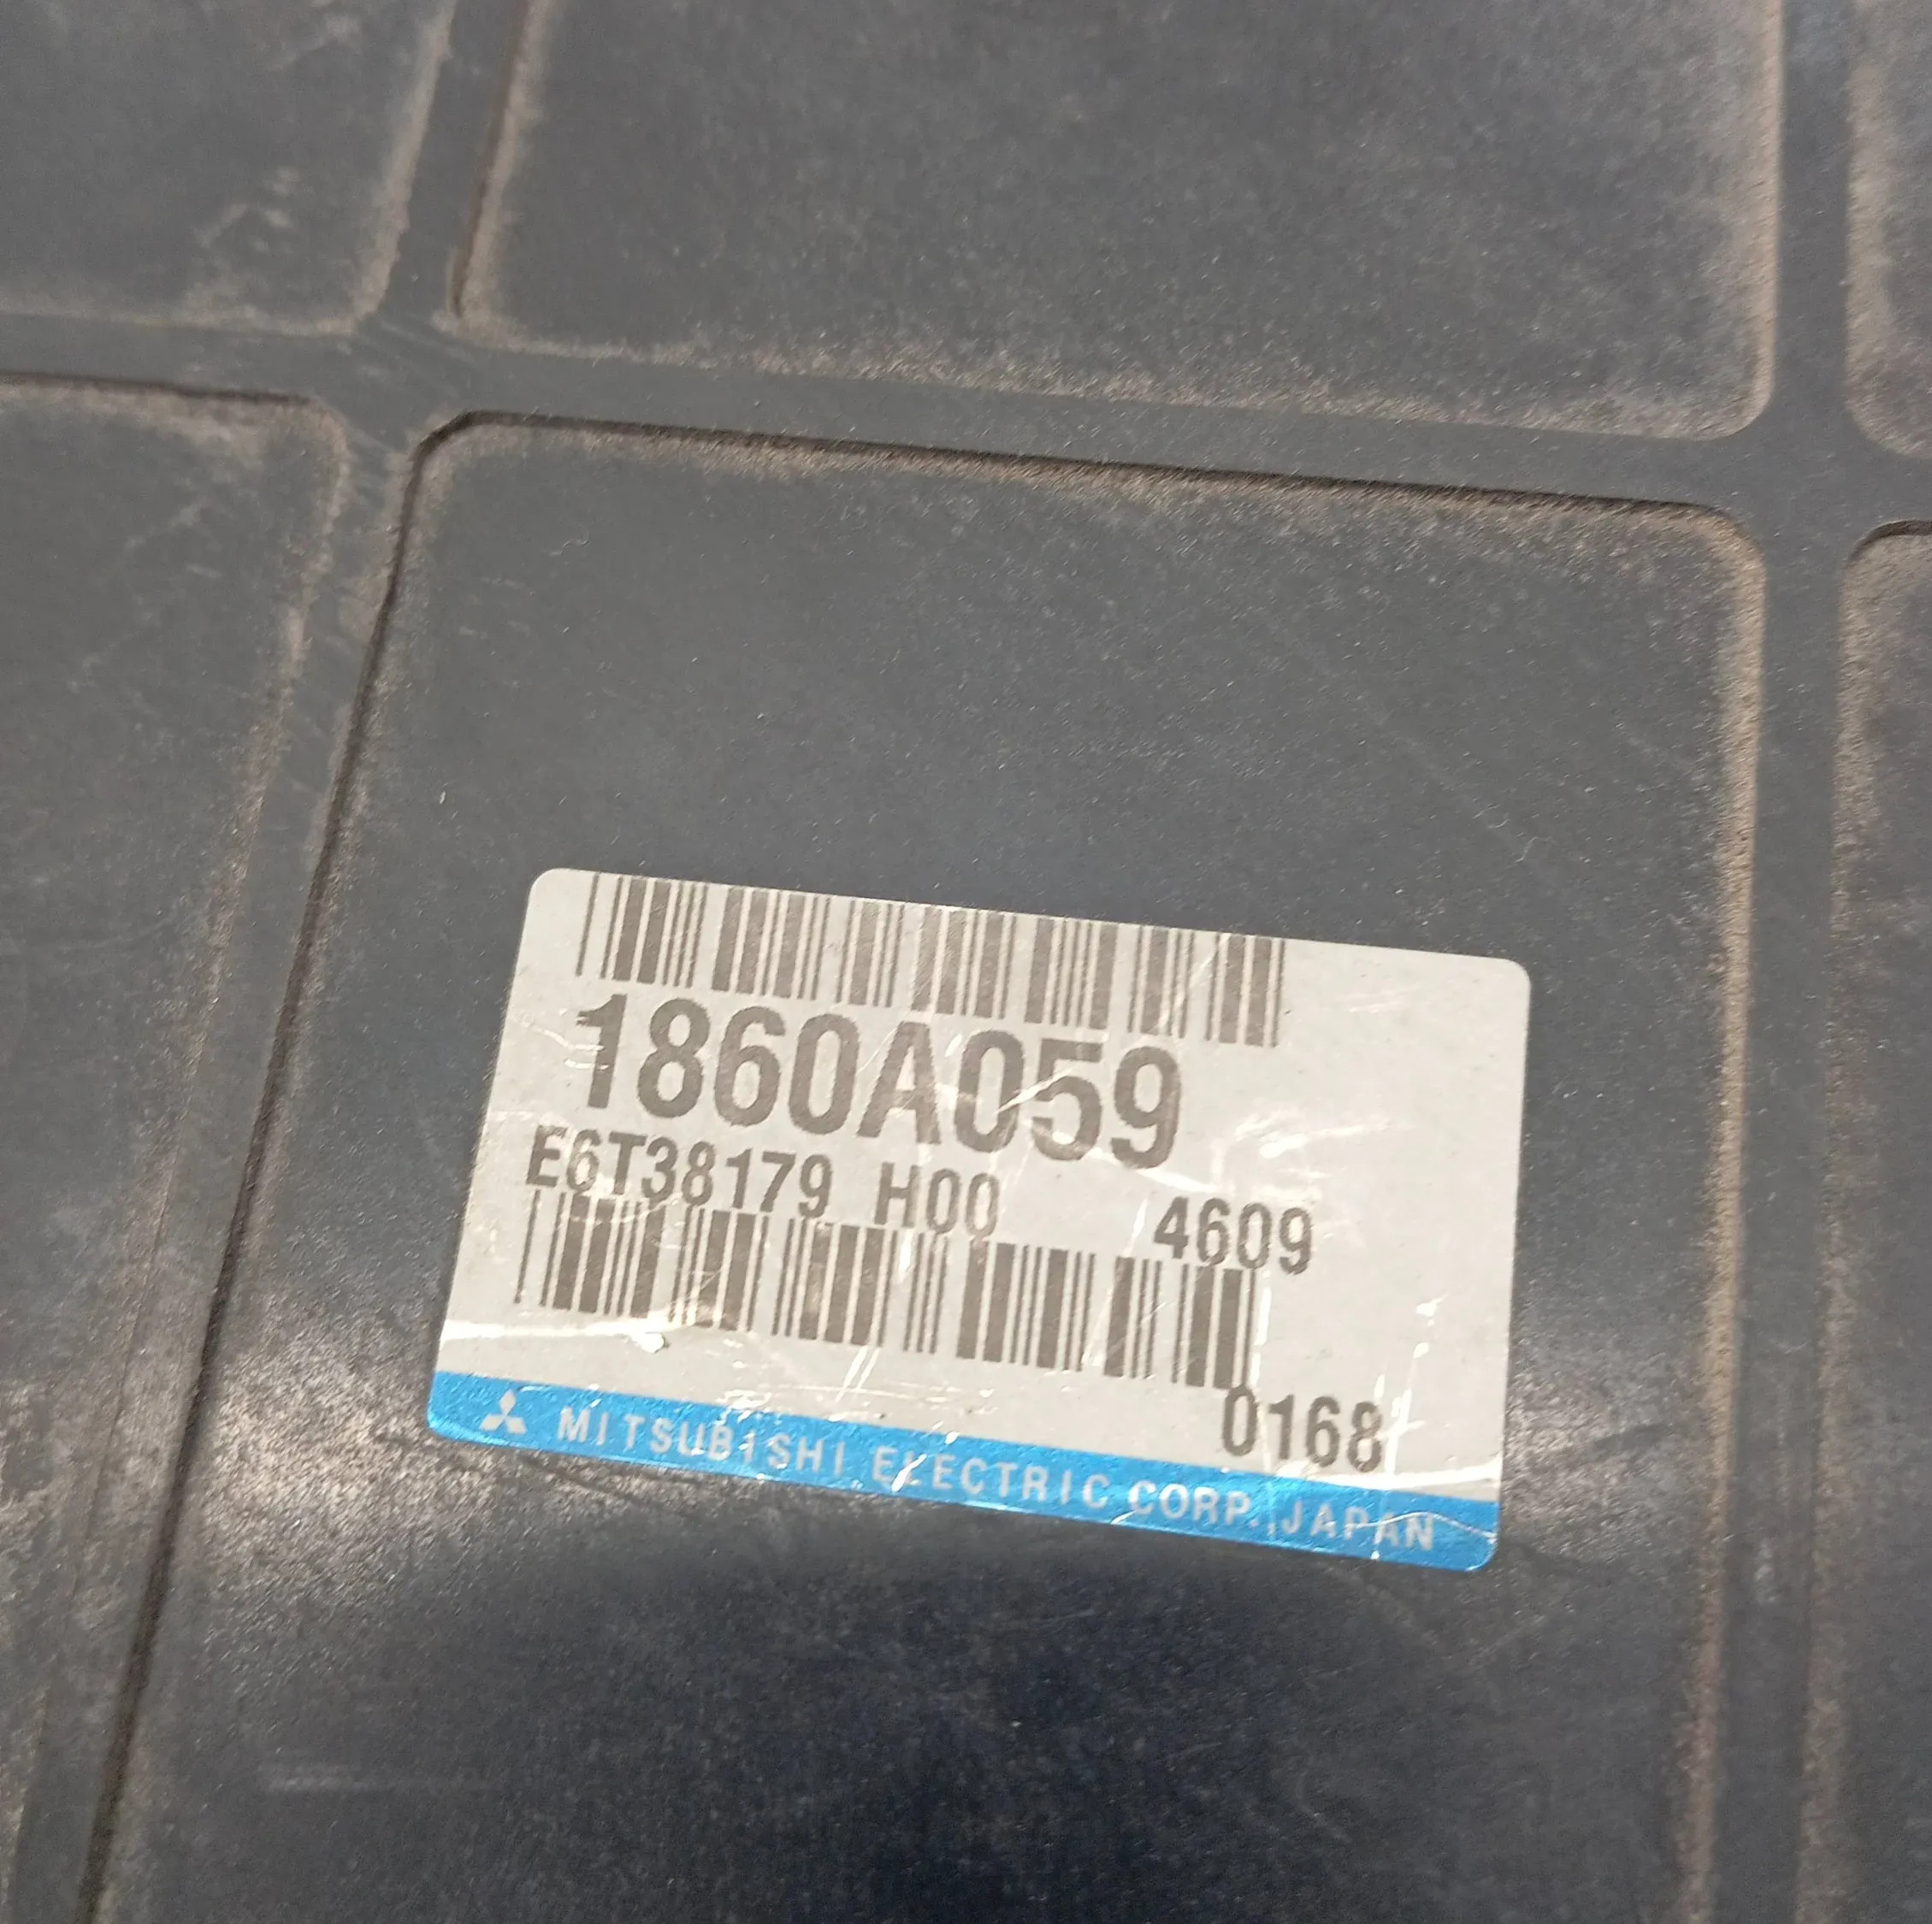 1860A059
E6T38179 H00 4609
0168
MITSUBISHI ELECTRIC CORP. JAPAN